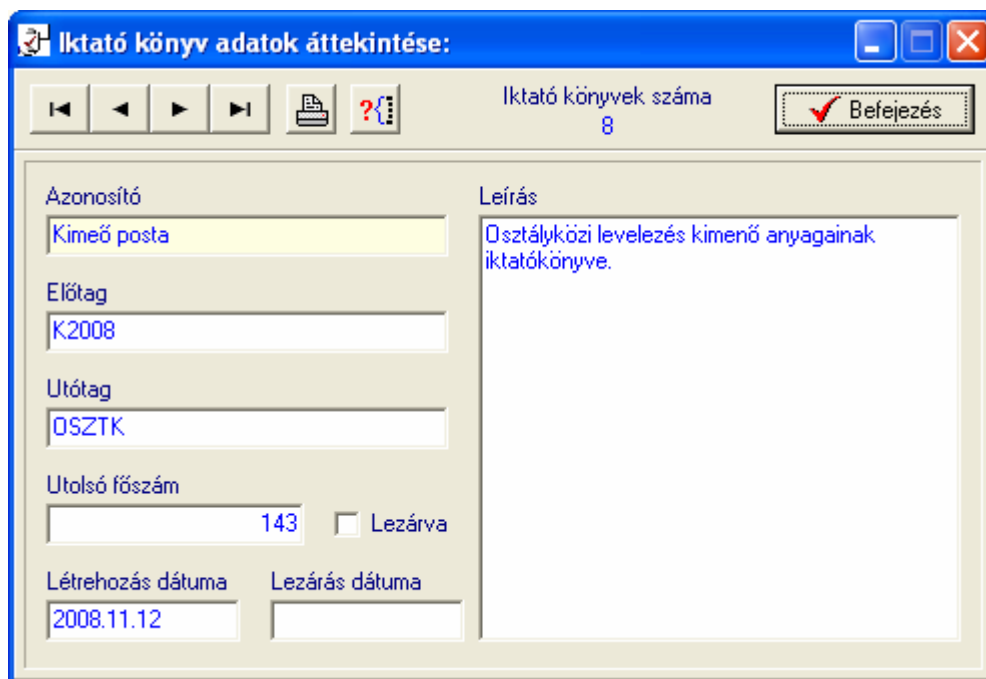 Iktató könyv adatok áttekintése:
Iktató könyvek száma
8
Befejezés
Azonosító
Kimeő posta
Előtag
K2008
Utótag
OSZTK
Utolsó főszám
143
Lezárva
Létrehozás dátuma
2008.11.12
Lezárás dátuma
Leírás
Osztályközi levelezés kimenő anyagainak
iktatókönyve.